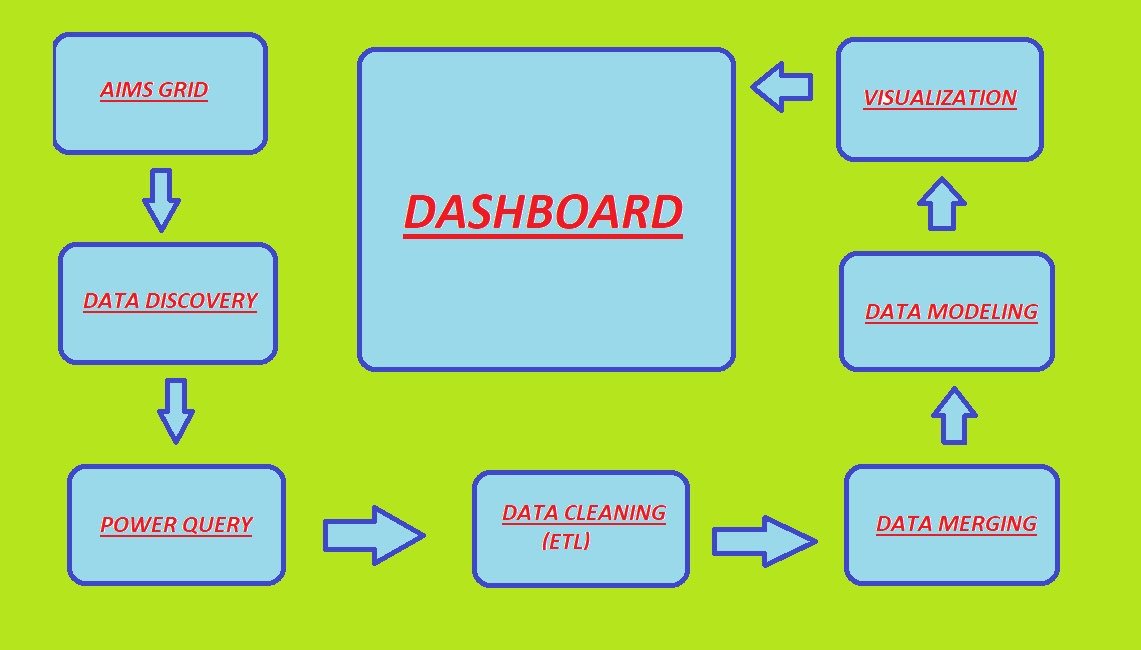 AIMS GRID
DATA DISCOVERY
POWER QUERY
DATA CLEANING
(ETL)
DATA MERGING
DATA MODELING
VISUALIZATION
DASHBOARD